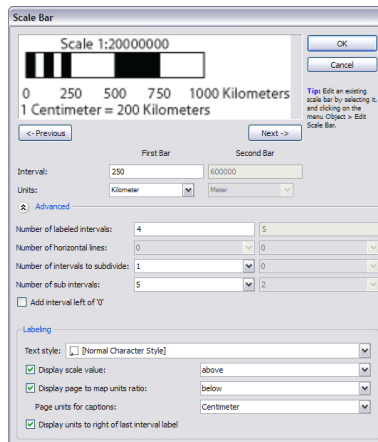 Scale Bar
Scale 1:20000000
0 250 500 750 1000 Kilometers
1 Centimeter = 200 Kilometers
OK
Cancel
Tip: Edit an existing
scale bar by selecting it,
and clicking on the
menu Object > Edit
Scale Bar.
<- Previous
Next ->
First Bar Second Bar
Interval: 250 600000
Units: Kilometer Meter
Advanced
Number of labeled intervals: 4 5
Number of horizontal lines: 0 0
Number of intervals to subdivide: 1 0
Number of sub intervals: 5 2
Add interval left of '0'
Labeling
Text style: [Normal Character Style]
Display scale value: above
Display page to map units ratio: below
Page units for captions: Centimeter
Display units to right of last interval label